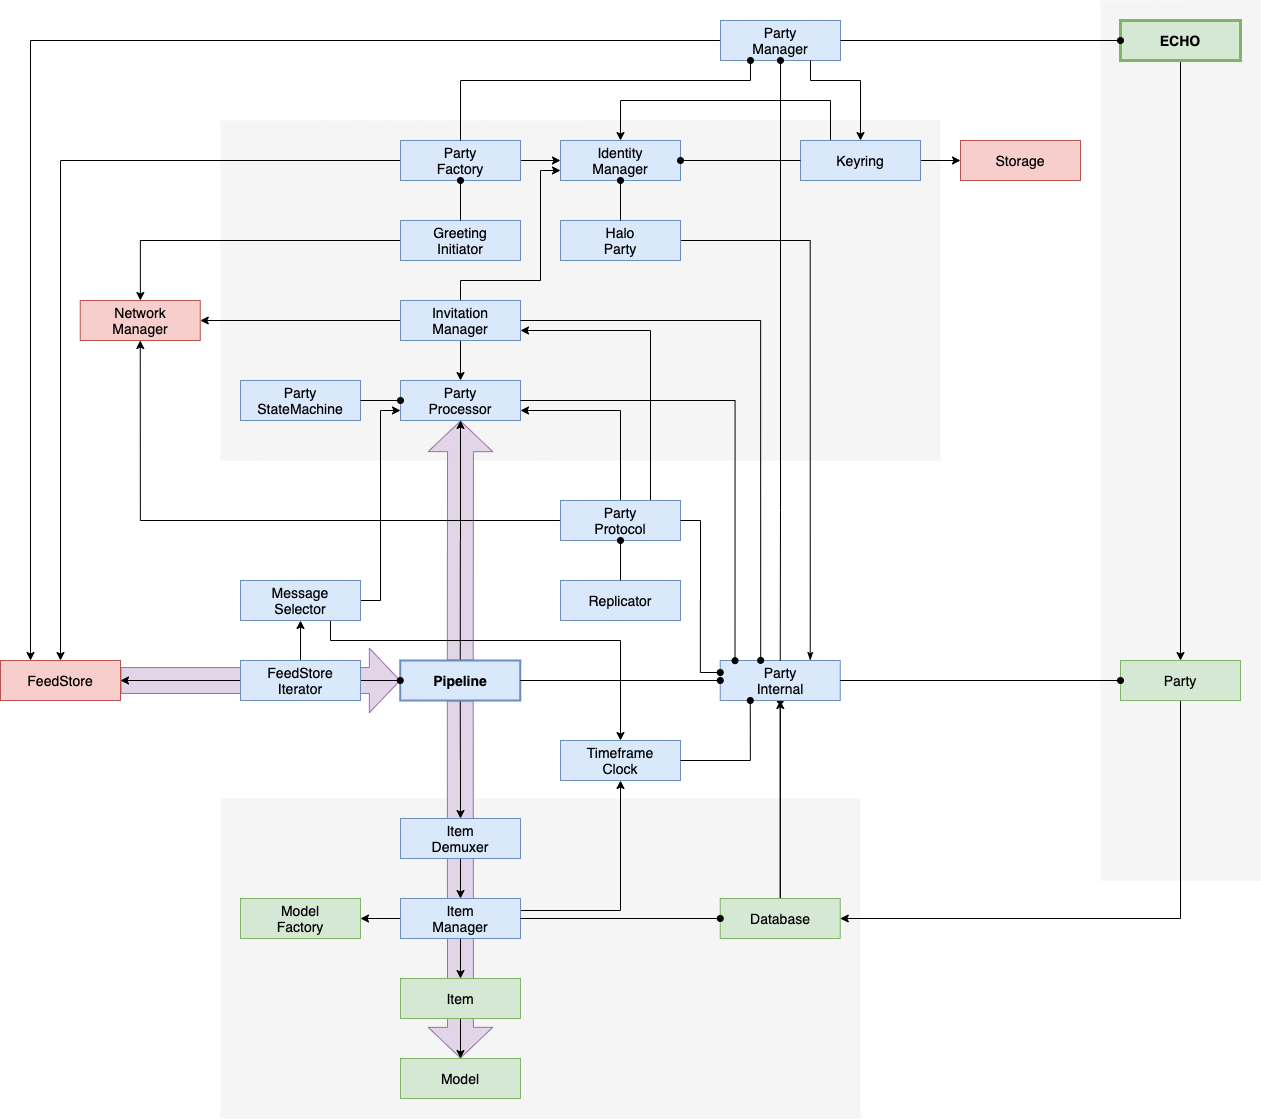 Party
Manager
ECHO
Party
Factory
Identity
Manager
Keyring
Storage
Greeting
Initiator
Halo
Party
Network
Manager
Invitation
Manager
Party
StateMachine
Party
Processor
Party
Protocol
Message
Selector
Replicator
FeedStore
FeedStore
Iterator
Pipeline
Party
Internal
Party
Timeframe
Clock
Item
Demuxer
Model
Factory
Item
Manager
Database
Item
Model